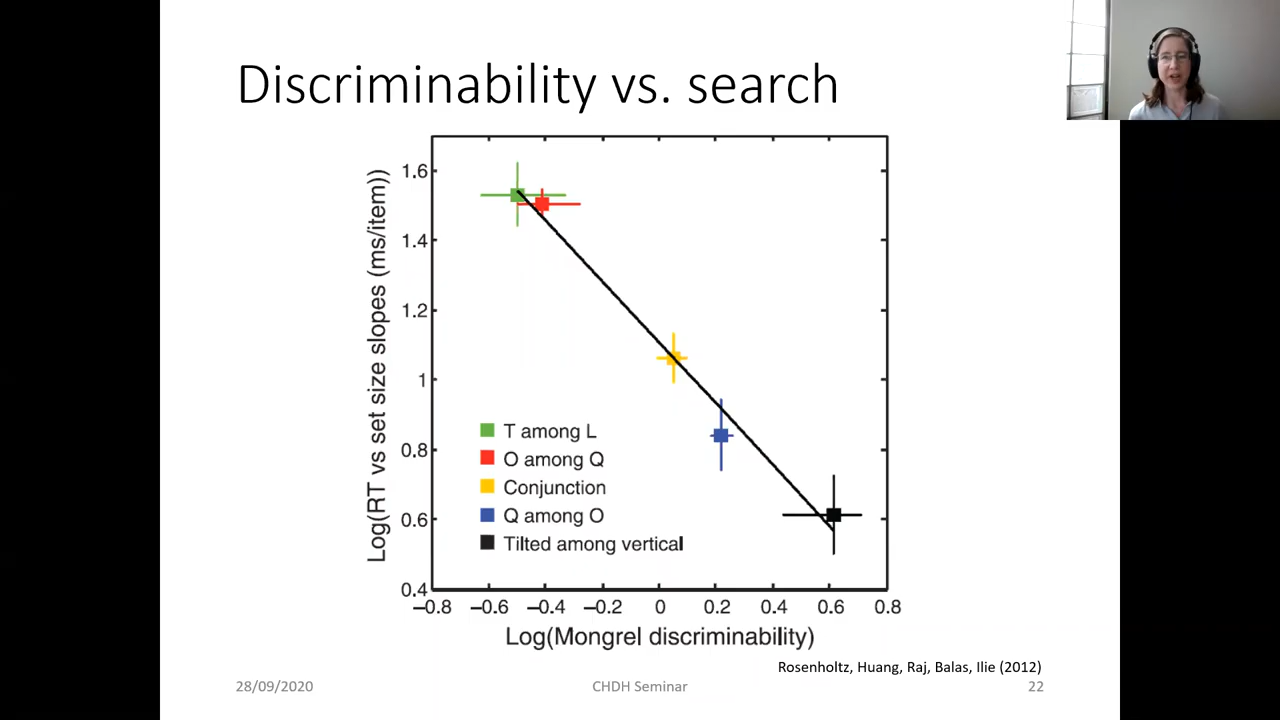 Discriminability vs. search
Log(RT vs set size slopes (ms/item))
1.6
1.4
1.2
1
0.8
0.6
0.4
T among L
O among Q
Conjunction
Q among O
Tilted among vertical
−0.8 −0.6 −0.4 −0.2 0 0.2 0.4 0.6 0.8
Log(Mongrel discriminability)
Rosenholtz, Huang, Raj, Balas, Ilie (2012)
28/09/2020 CHDH Seminar 22